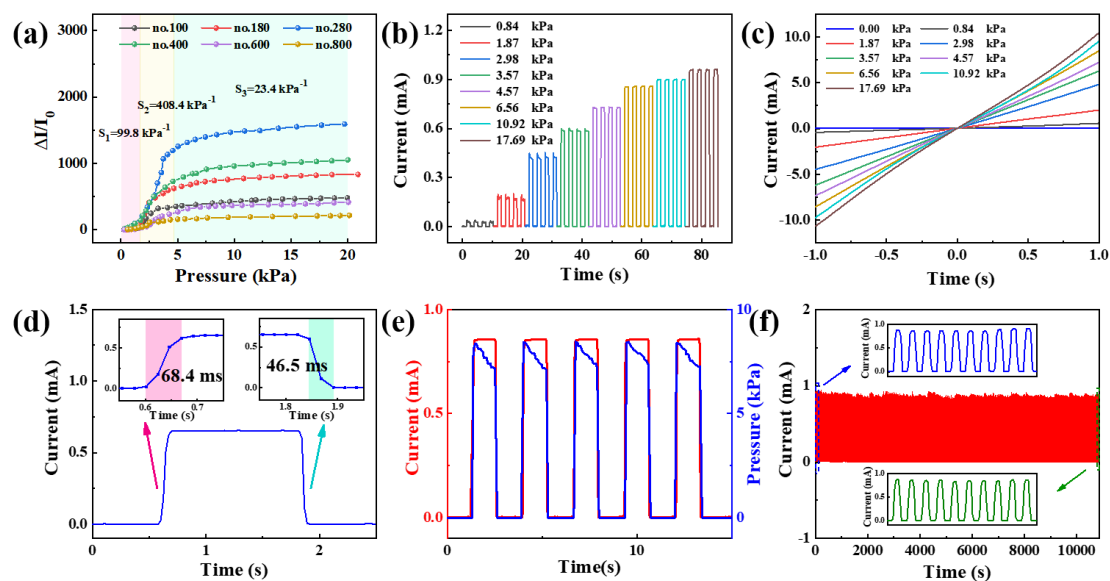 (a)
3000
2250
1500
1000
500
0
ΔI/I0
no.100 no.180 no.280
no.400 no.600 no.800
S1=99.8 kPa-1
S2=408.4 kPa-1
S3=23.4 kPa-1
0 5 10 15 20
Pressure (kPa)
(b)
1.2
0.9
0.6
0.3
0.0
Current (mA)
0.84 kPa
1.87 kPa
2.98 kPa
3.57 kPa
4.57 kPa
6.56 kPa
10.92 kPa
17.69 kPa
0 20 40 60 80
Time (s)
(c)
10.0
5.0
0.0
-5.0
-10.0
Current (mA)
0.00 kPa 0.84 kPa
1.87 kPa 2.98 kPa
3.57 kPa 4.57 kPa
6.56 kPa 10.92 kPa
17.69 kPa
-1.0 -0.5 0.0 0.5 1.0
Time (s)
(d)
1.5
1.0
0.5
0.0
Current (mA)
0.5
0.0
68.4 ms
0.6 0.7
Time (s)
0.5
0.0
46.5 ms
1.8 1.9
Time (s)
0 1 2
Time (s)
(e)
1.0
0.5
0.0
Current (mA)
10
5
0
Pressure (kPa)
0 10
Time(s)
(f)
2
1
0
-1
Current (mA)
1.0
0.5
0.0
Current (mA)
1.0
0.5
0.0
Current (mA)
0 2000 4000 6000 8000 10000
Time (s)